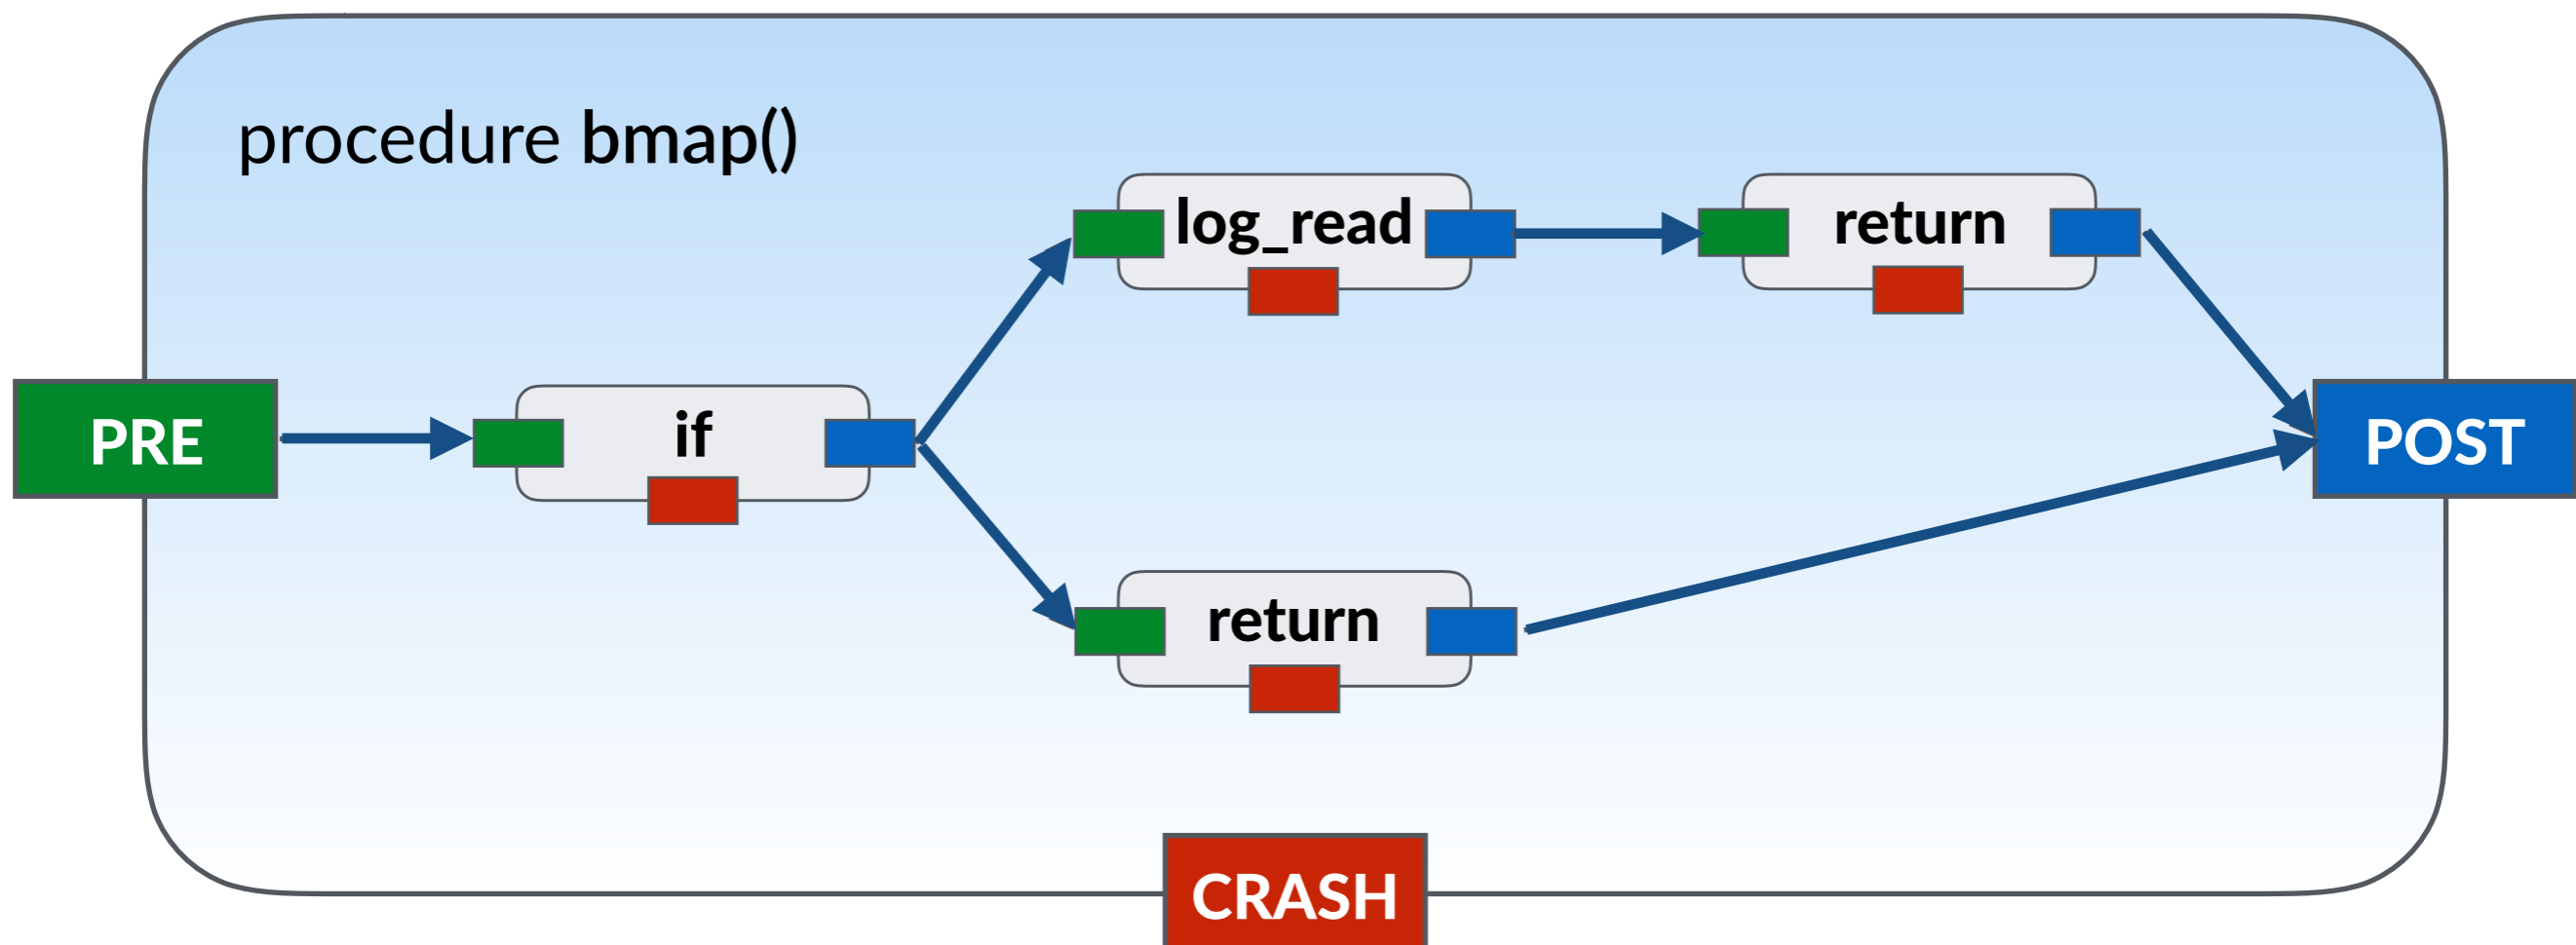 procedure bmap()
log_read
return
PRE
if
POST
return
CRASH